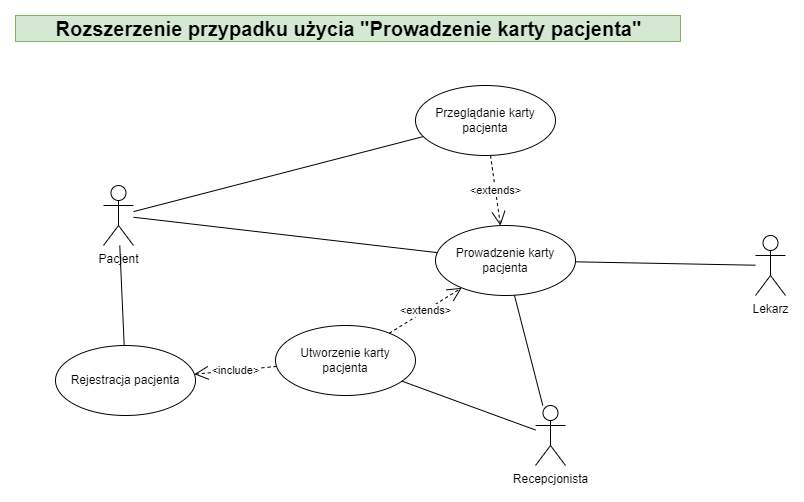 Rozszerzenie przypadku użycia "Prowadzenie karty pacjenta"
Przeglądanie karty
pacjenta
<extends>
Pacjent
Prowadzenie karty
pacjenta
Lekarz
<extends>
Utworzenie karty
pacjenta
<include>
Rejestracja pacjenta
Recepcjonista